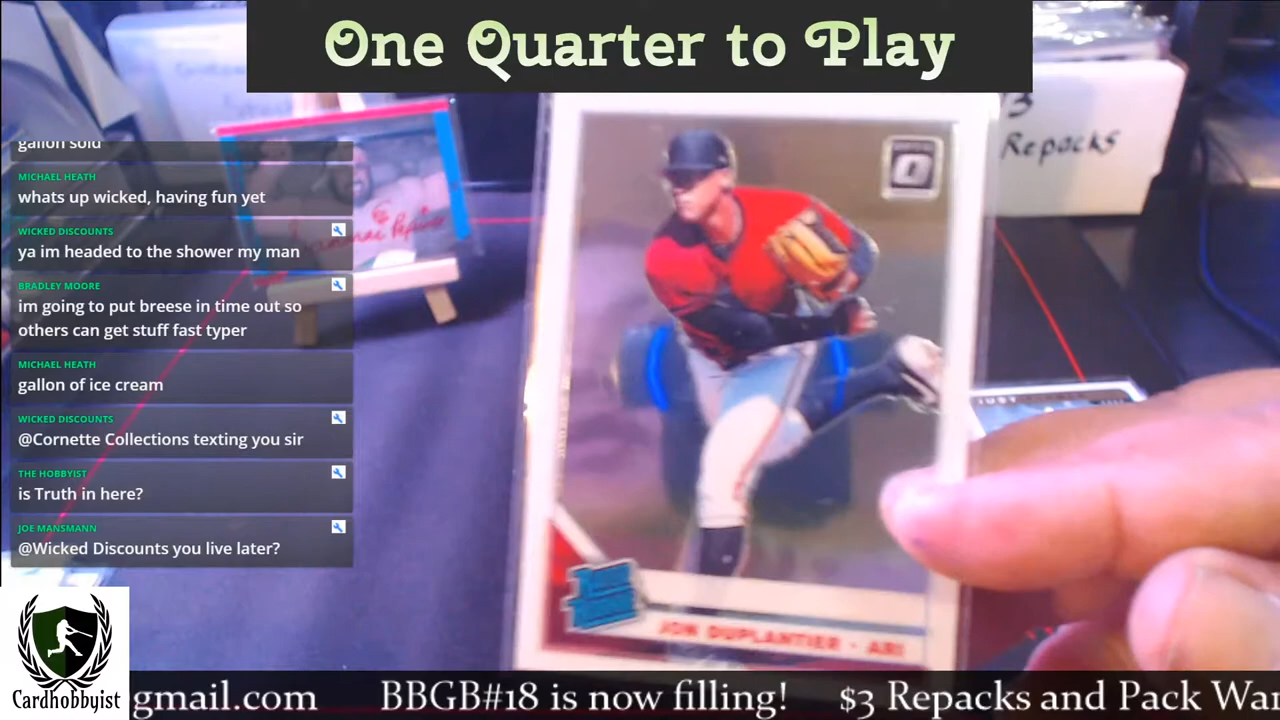 One Quarter to Play
3
Repacks
gallon sold
MICHAEL HEATH
whats up wicked, having fun yet
WICKED DISCOUNTS
ya im headed to the shower my man
BRADLEY MOORE
im going to put breese in time out so
others can get stuff fast typer
MICHAEL HEATH
gallon of ice cream
WICKED DISCOUNTS
@Cornette Collections texting you sir
THE HOBBYIST
is Truth in here?
JOE MANSMANN
@Wicked Discounts you live later?
JON DUPLANTIER - ARI
Cardhobbyist
gmail.com BBGB#18 is now filling! $3 Repacks and Pack War